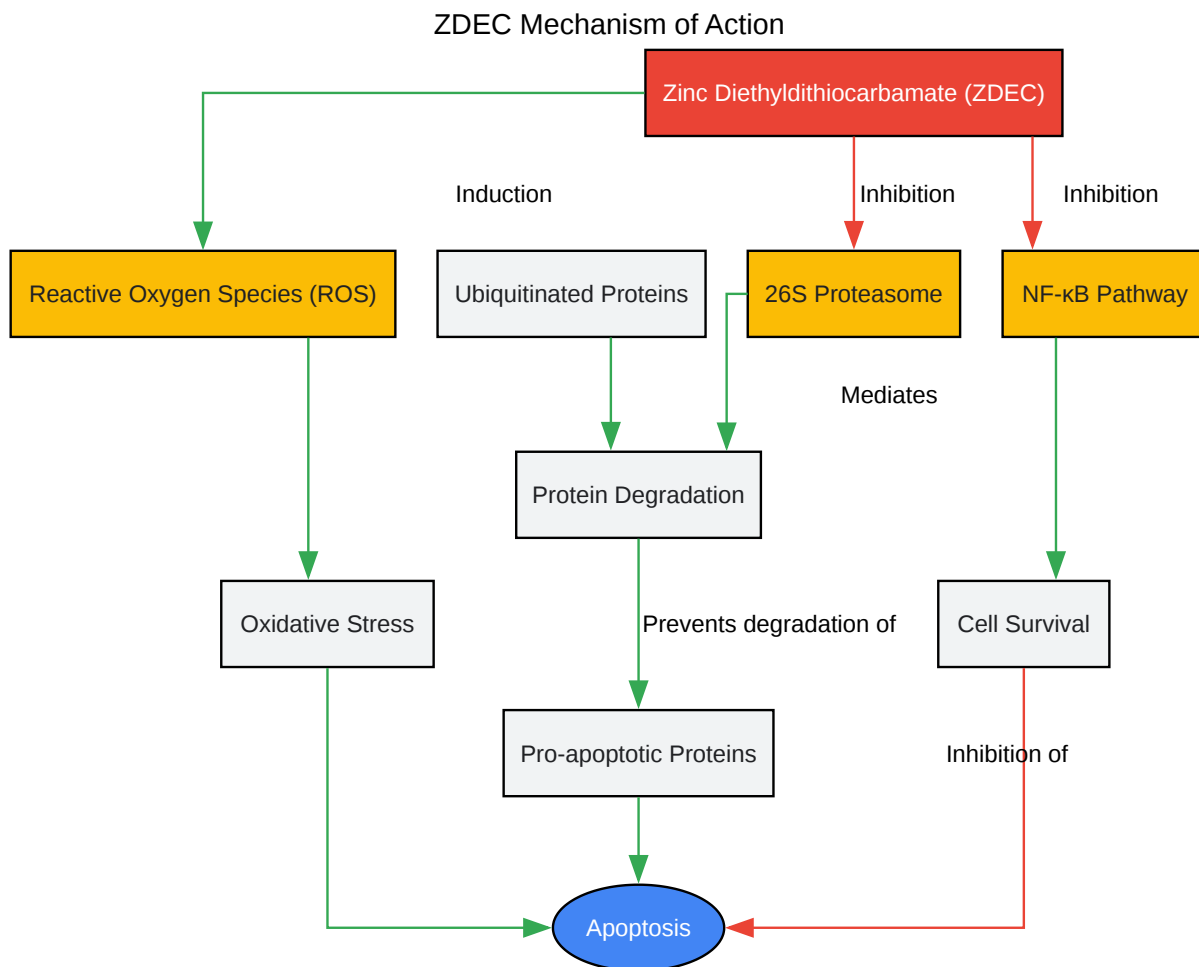 ZDEC Mechanism of Action
Zinc Diethyldithiocarbamate (ZDEC)
Induction
Inhibition
Inhibition
Reactive Oxygen Species (ROS)
Ubiquitinated Proteins
26S Proteasome
NF-κB Pathway
Mediates
Protein Degradation
Oxidative Stress
Prevents degradation of
Cell Survival
Pro-apoptotic Proteins
Inhibition of
Apoptosis